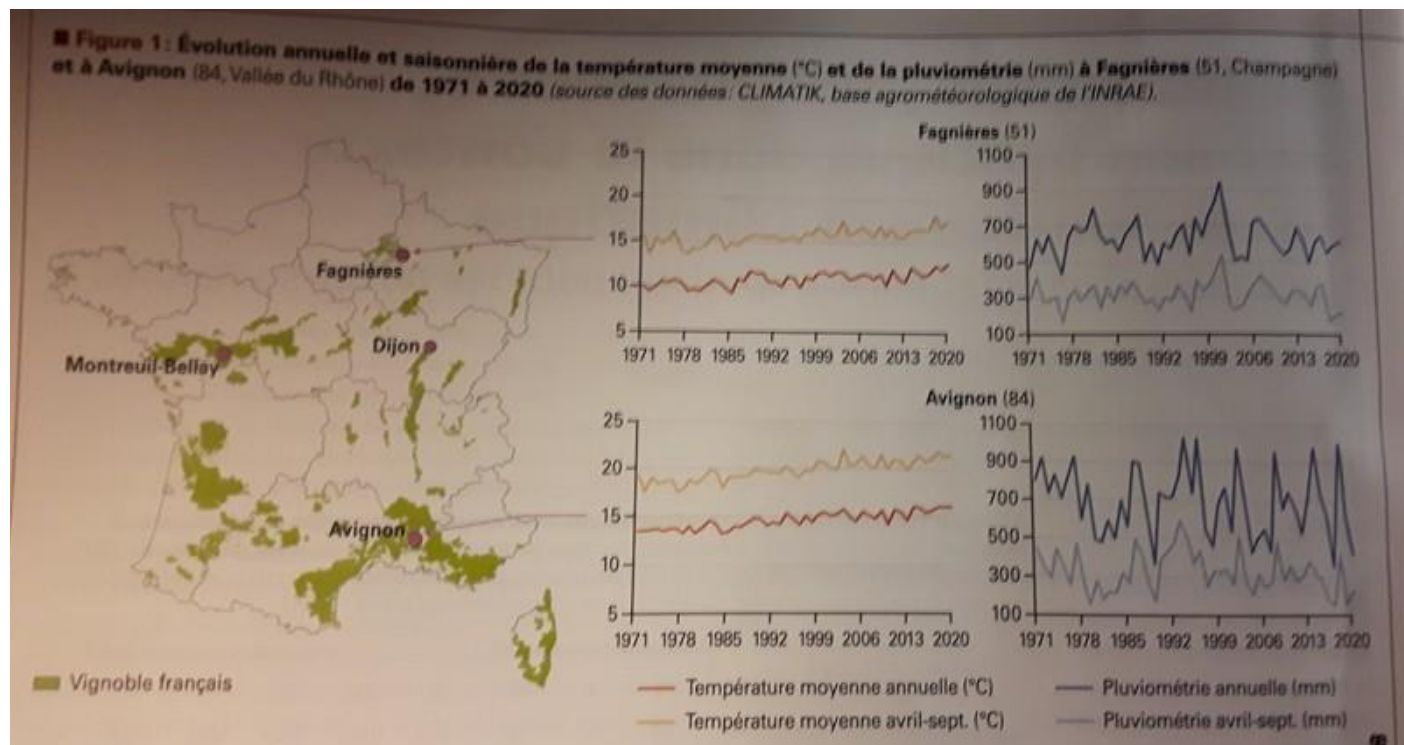 ■ Figure 1 : Évolution annuelle et saisonnière de la température moyenne (°C) et de la pluviométrie (mm) à Fagnières (51, Champagne)
et à Avignon (84, Vallée du Rhône) de 1971 à 2020 (source des données : CLIMATIK, base agrométéorologique de l'INRAE).
Fagnières (51)
25
20
15
10
5
1971 1978 1985 1992 1999 2006 2013 2020
1100
900
700
500
300
100
1971 1978 1985 1992 1999 2006 2013 2020
Fagnières
Dijon
Montreuil-Bellay
Avignon
Avignon (84)
25
20
15
10
5
1971 1978 1985 1992 1999 2006 2013 2020
1100
900
700
500
300
100
1971 1978 1985 1992 1999 2006 2013 2020
Vignoble français
Température moyenne annuelle (°C)
Pluviométrie annuelle (mm)
Température moyenne avril-sept. (°C)
Pluviométrie avril-sept. (mm)